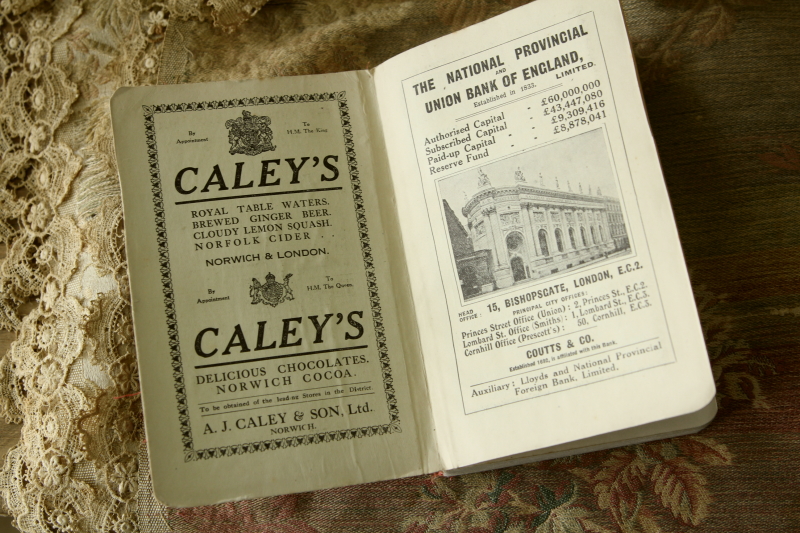 By
Appointment
To
H.M. The King.
CALEY'S
ROYAL TABLE WATERS.
BREWED GINGER BEER.
CLOUDY LEMON SQUASH.
NORFOLK CIDER . .
NORWICH & LONDON.
By
Appointment
To
H.M. The Queen.
CALEY'S
DELICIOUS CHOCOLATES.
NORWICH COCOA.
To be obtained of the leading Stores in the District
A. J. CALEY & SON, Ltd.
NORWICH.
THE NATIONAL PROVINCIAL
AND
UNION BANK OF ENGLAND,
LIMITED.
Established in 1833.
Authorised Capital - £60,000,000
Subscribed Capital - £43,447,080
Paid-up Capital - - £9,309,416
Reserve Fund - - £8,878,041
HEAD OFFICE: 15, BISHOPSGATE, LONDON, E.C.2.
PRINCIPAL CITY OFFICES:
Princes Street Office (Union): 2, Princes St., E.C.2.
Lombard St. Office (Smiths): 1, Lombard St., E.C.3.
Cornhill Office (Prescott's): 50, Cornhill, E.C.3.
COUTTS & CO.
Established 1692, is affiliated with this Bank.
Auxiliary: Lloyds and National Provincial
Foreign Bank, Limited.